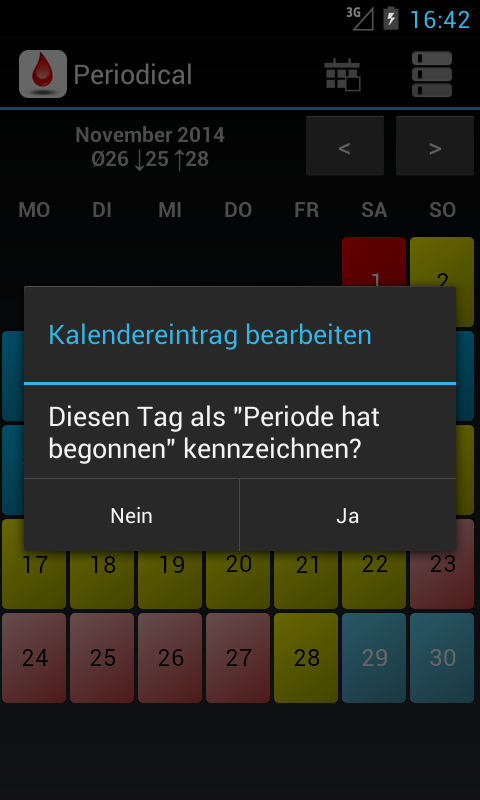 3G 16:42
Periodical
November 2014
Ø26 ↓25 ↑28
< >
MO DI MI DO FR SA SO
1 2
Kalendereintrag bearbeiten
Diesen Tag als "Periode hat
begonnen" kennzeichnen?
Nein Ja
17 18 19 20 21 22 23
24 25 26 27 28 29 30